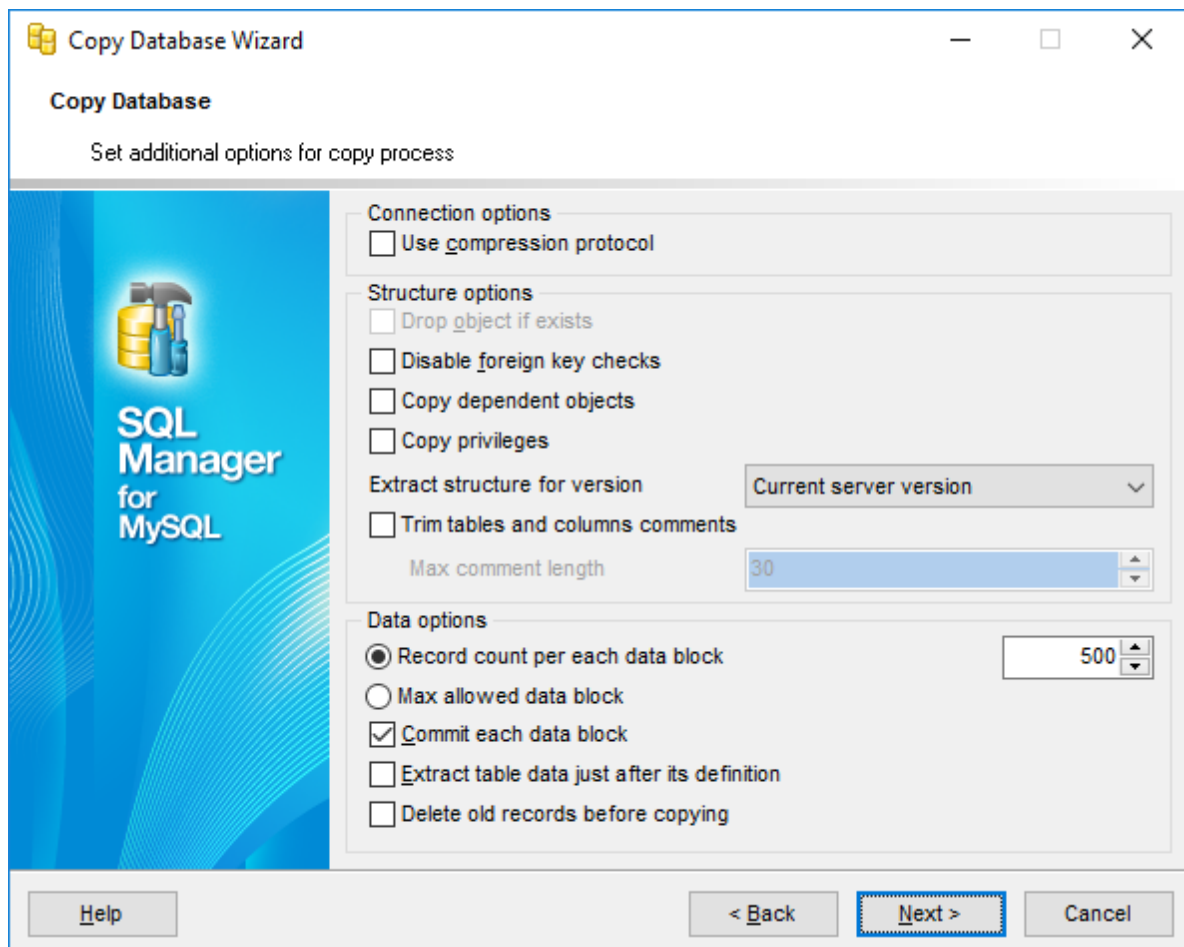 Copy Database Wizard
Copy Database
Set additional options for copy process
SQL
Manager
for
MySQL
Connection options
Use compression protocol
Structure options
Drop object if exists
Disable foreign key checks
Copy dependent objects
Copy privileges
Extract structure for version Current server version
Trim tables and columns comments
Max comment length 30
Data options
Record count per each data block 500
Max allowed data block
Commit each data block
Extract table data just after its definition
Delete old records before copying
Help < Back Next > Cancel